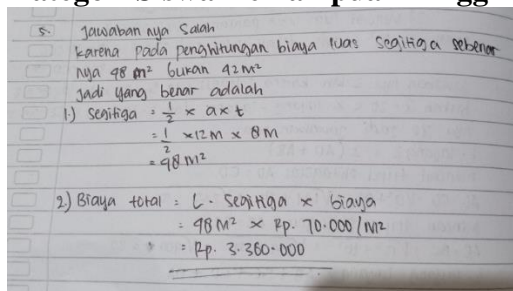 5. Jawaban nya Salah
karena pada penghitungan biaya luas segitiga sebenar
nya 48 m² bukan 42 m²
Jadi yang benar adalah
1.) Segitiga = 1/2 x a x t
= 1/2 x 12 M x 8 M
= 48 M²
2.) Biaya total = L. Segitiga x biaya
= 48 M² x Rp. 70.000 / M2
= Rp. 3.360.000